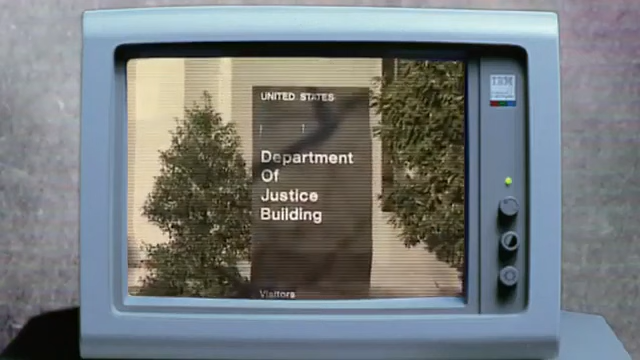 UNITED STATES
Department
Of
Justice
Building
Visitors
IBM